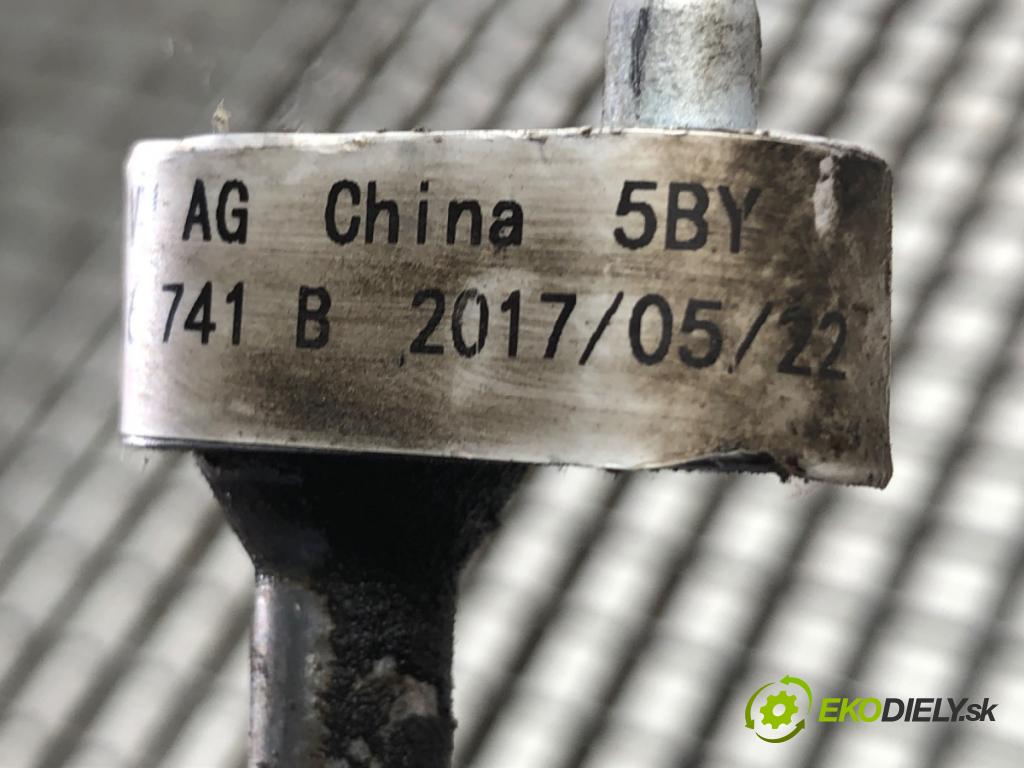 AG China 5BY
741 B 2017/05/22
EKODIELY.sk